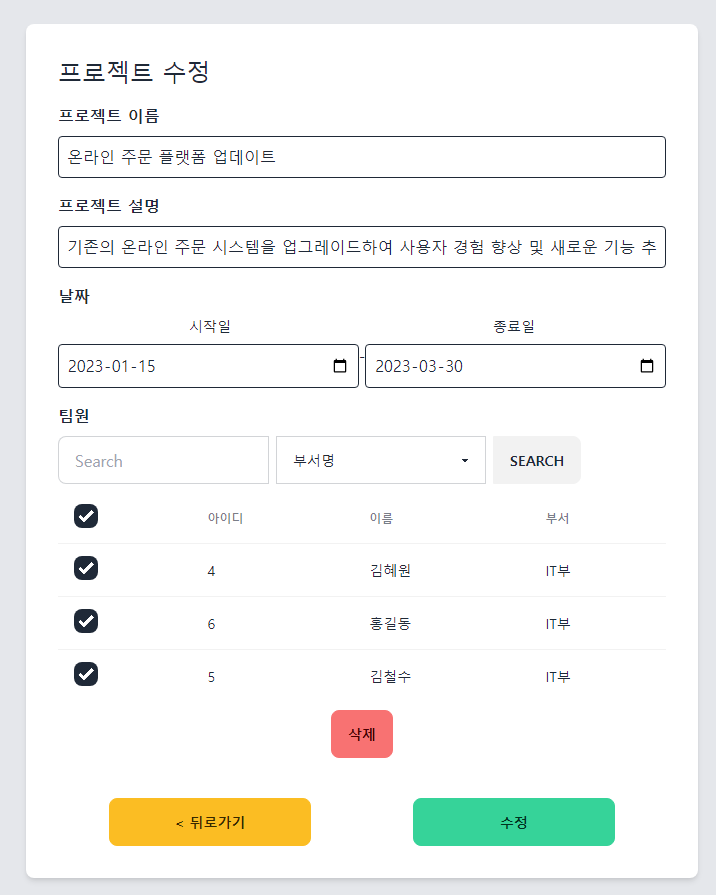 프로젝트 수정
프로젝트 이름
온라인 주문 플랫폼 업데이트
프로젝트 설명
기존의 온라인 주문 시스템을 업그레이드하여 사용자 경험 향상 및 새로운 기능 추
날짜
시작일 종료일
2023-01-15 - 2023-03-30
팀원
Search 부서명 SEARCH
아이디 이름 부서
4 김혜원 IT부
6 홍길동 IT부
5 김철수 IT부
삭제
< 뒤로가기 수정